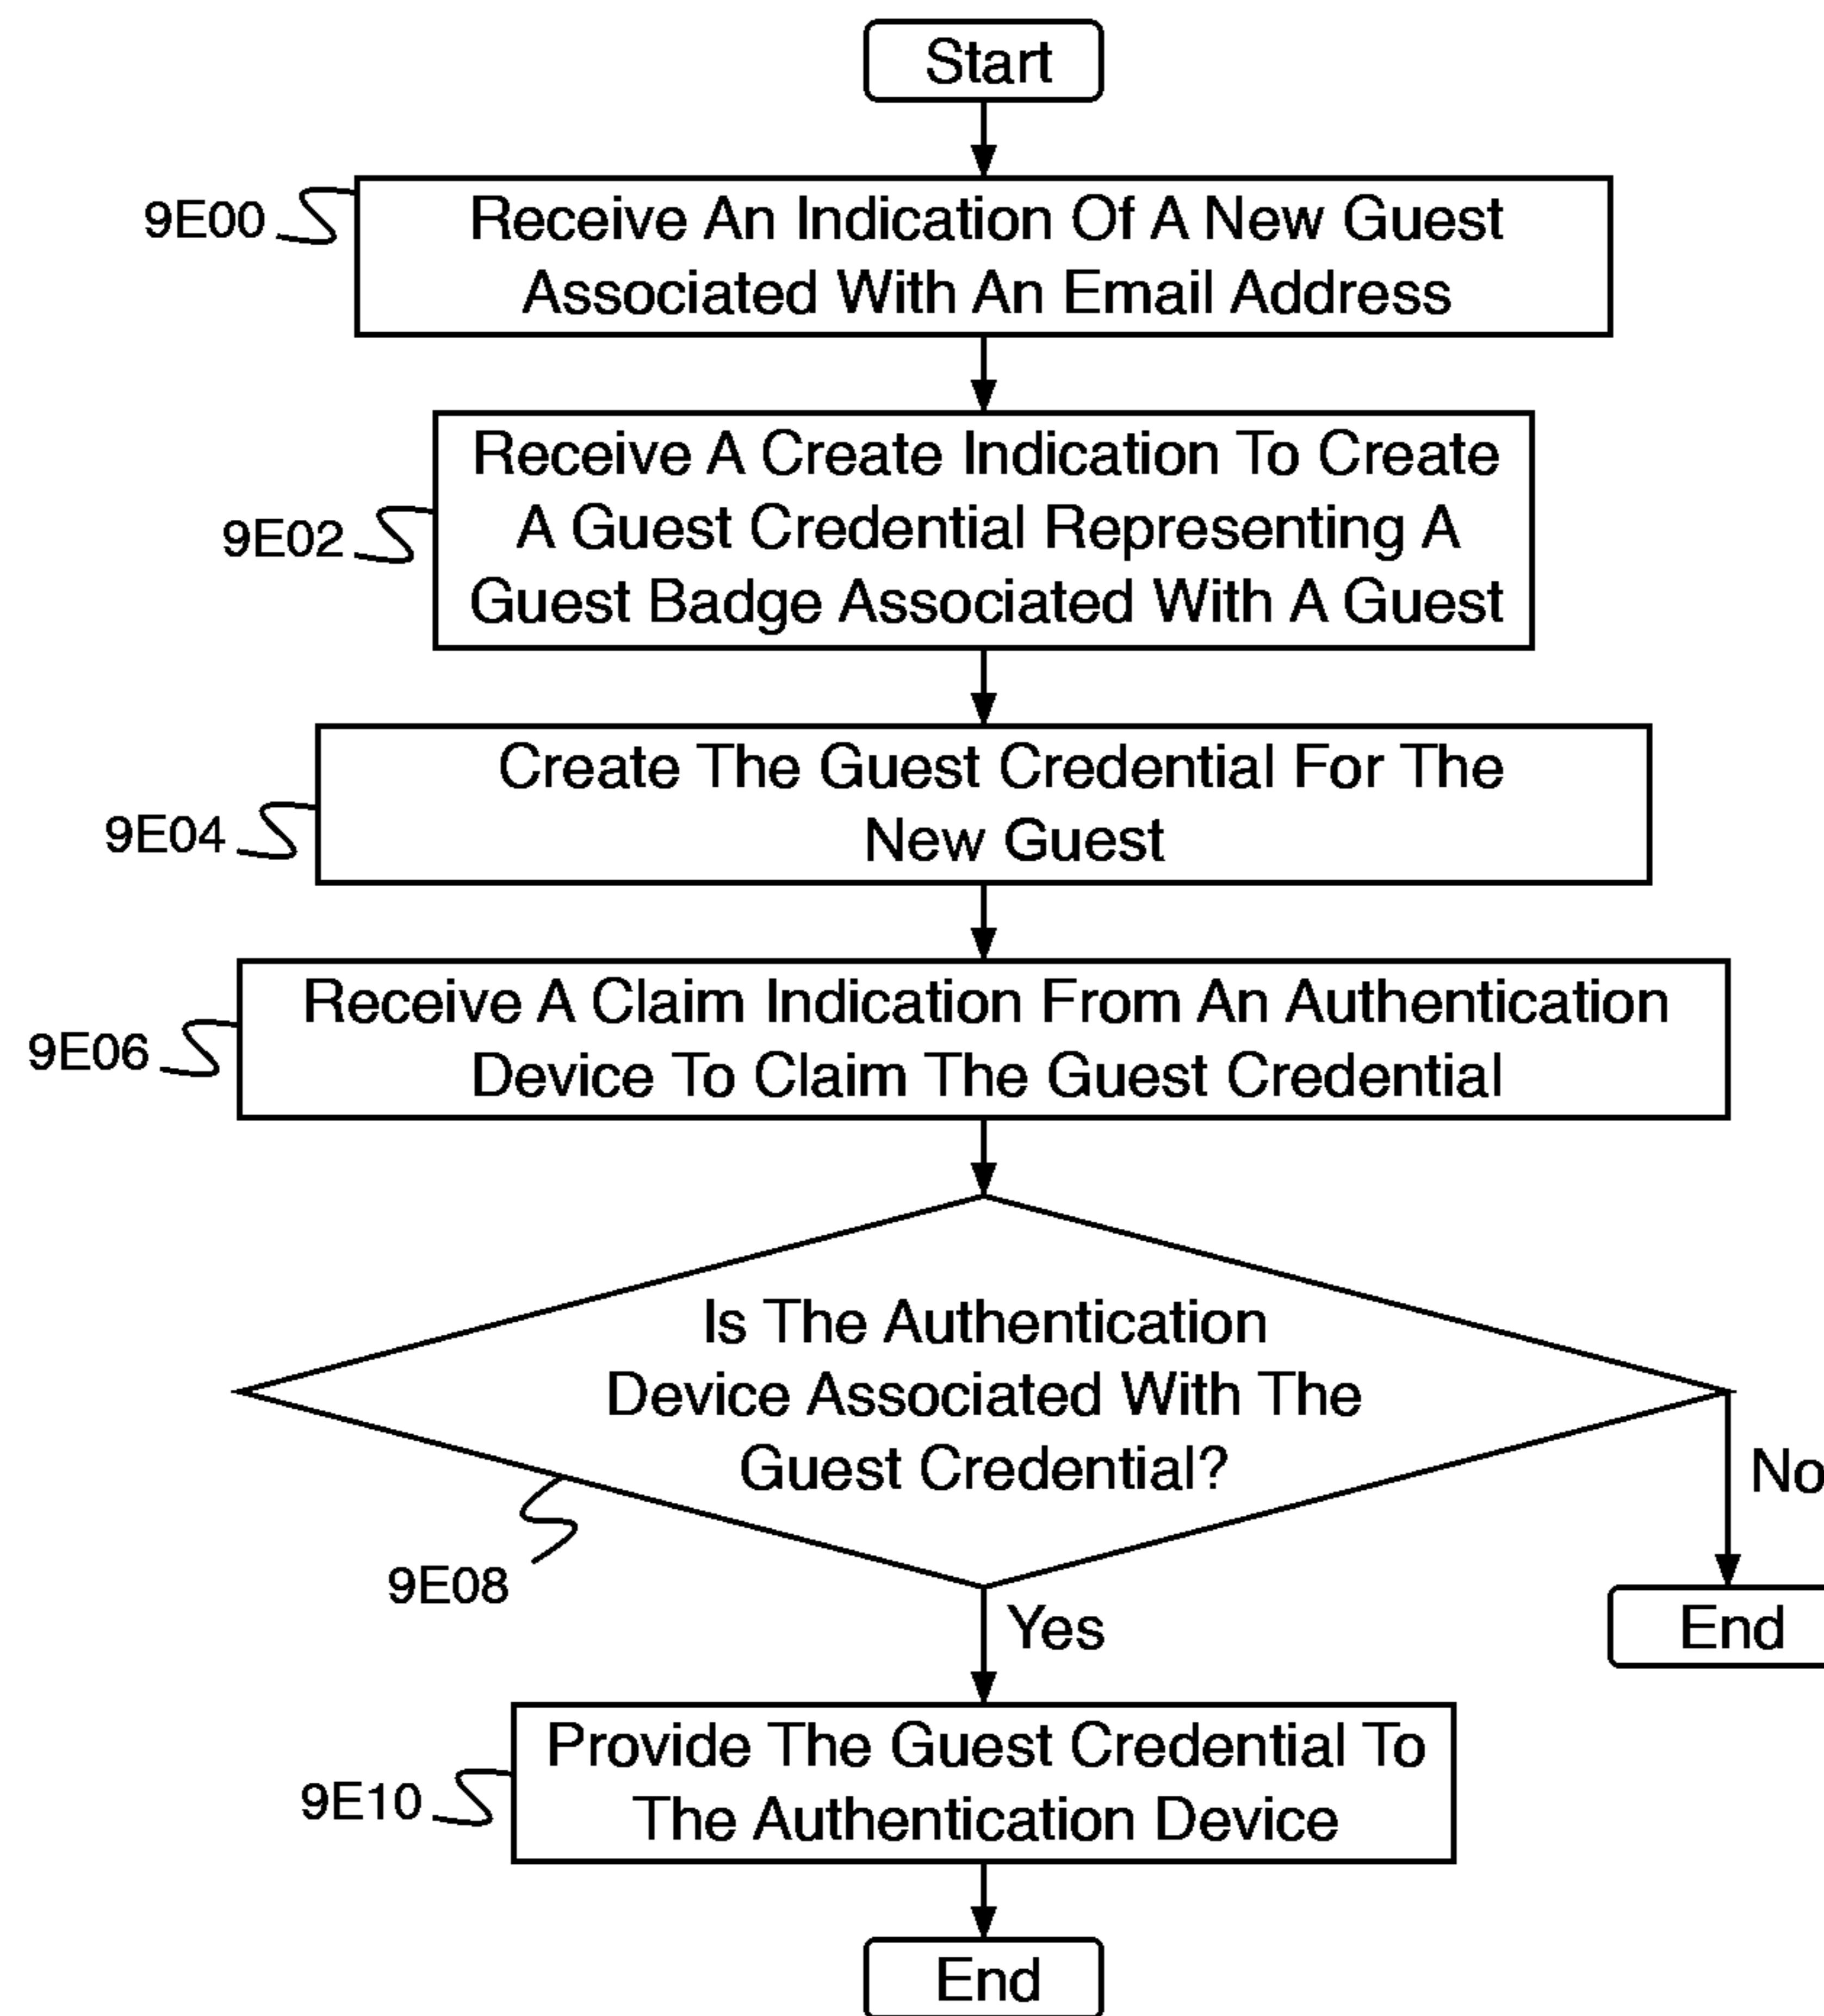 Start
9E00
Receive An Indication Of A New Guest
Associated With An Email Address
9E02
Receive A Create Indication To Create
A Guest Credential Representing A
Guest Badge Associated With A Guest
9E04
Create The Guest Credential For The
New Guest
9E06
Receive A Claim Indication From An Authentication
Device To Claim The Guest Credential
Is The Authentication
Device Associated With The
Guest Credential?
9E08
No
End
Yes
9E10
Provide The Guest Credential To
The Authentication Device
End